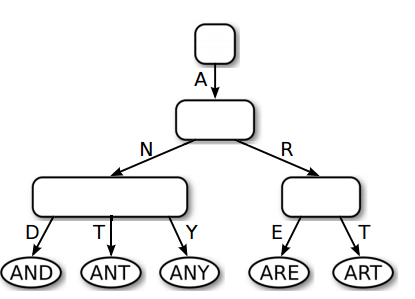 A
N R
D T Y E T
AND ANT ANY ARE ART